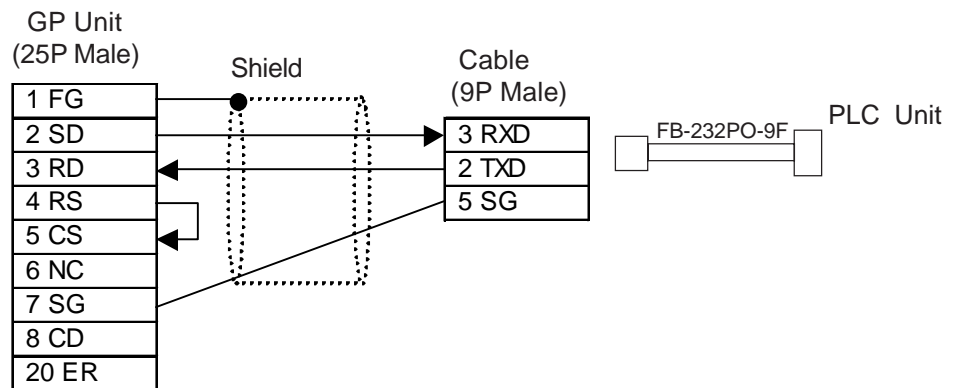 GP Unit
(25P Male)
1 FG
2 SD
3 RD
4 RS
5 CS
6 NC
7 SG
8 CD
20 ER
Shield
Cable
(9P Male)
3 RXD
2 TXD
5 SG
FB-232PO-9F
PLC Unit